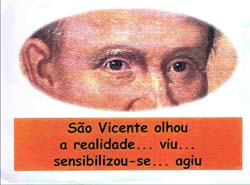 São Vicente olhou
a realidade... viu...
sensibilizou-se... agiu